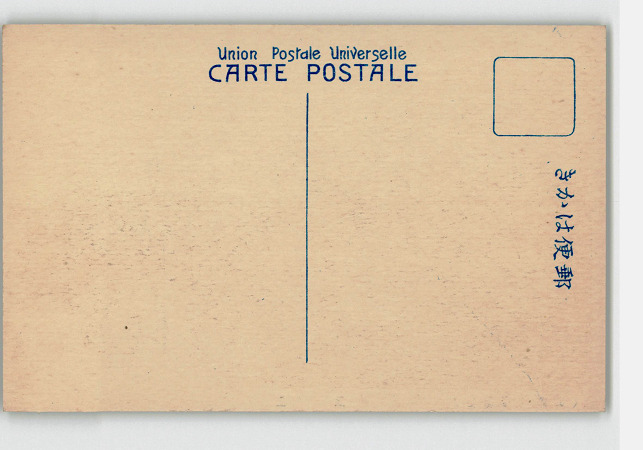 Union Postale Universelle
CARTE POSTALE
きかは便郵